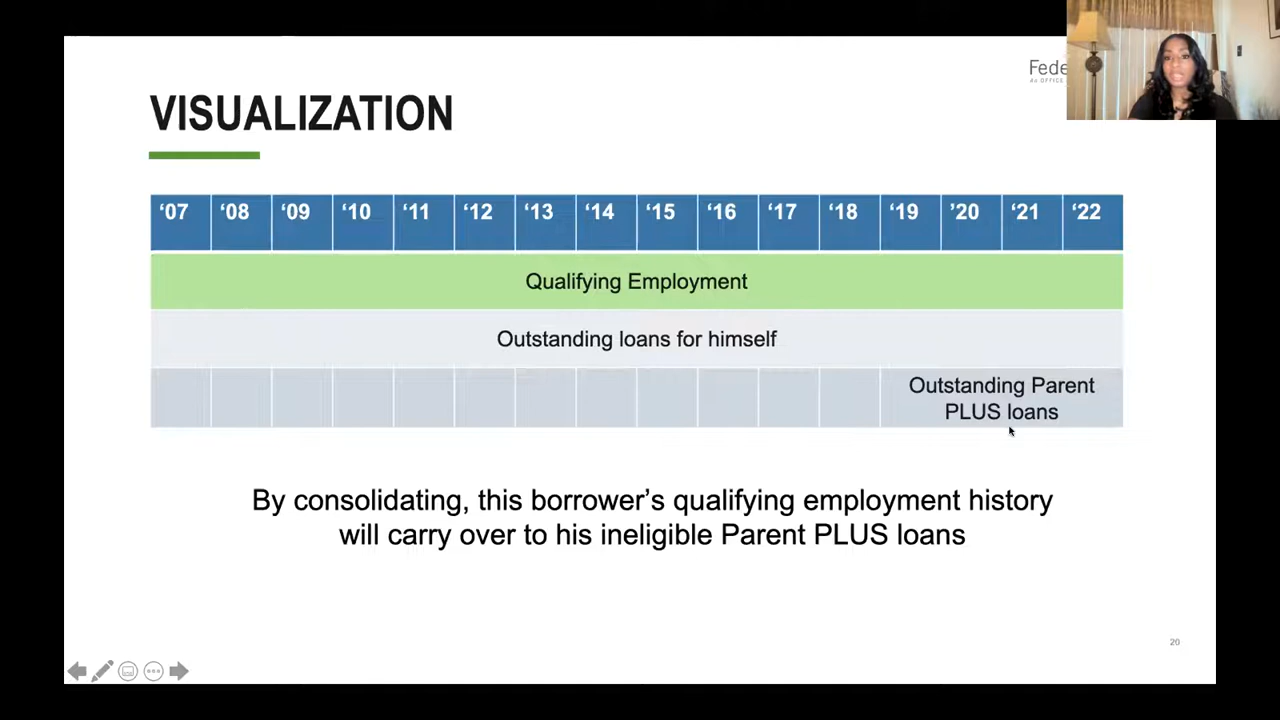 Fede
An OFFICE
VISUALIZATION
‘07 ‘08 ‘09 ‘10 ‘11 ‘12 ‘13 ‘14 ‘15 ‘16 ‘17 ‘18 ‘19 ’20 ‘21 ‘22
Qualifying Employment
Outstanding loans for himself
Outstanding Parent
PLUS loans
By consolidating, this borrower’s qualifying employment history
will carry over to his ineligible Parent PLUS loans
20